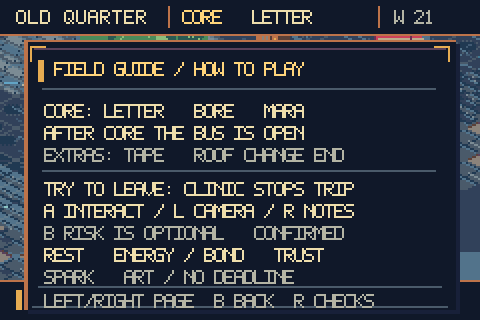 OLD QUARTER CORE LETTER W 21
FIELD GUIDE / HOW TO PLAY
CORE: LETTER BORE MARA
AFTER CORE THE BUS IS OPEN
EXTRAS: TAPE ROOF CHANGE END
TRY TO LEAVE: CLINIC STOPS TRIP
A INTERACT / L CAMERA / R NOTES
B RISK IS OPTIONAL CONFIRMED
REST ENERGY / BOND TRUST
SPARK ART / NO DEADLINE
LEFT/RIGHT PAGE B BACK R CHECKS